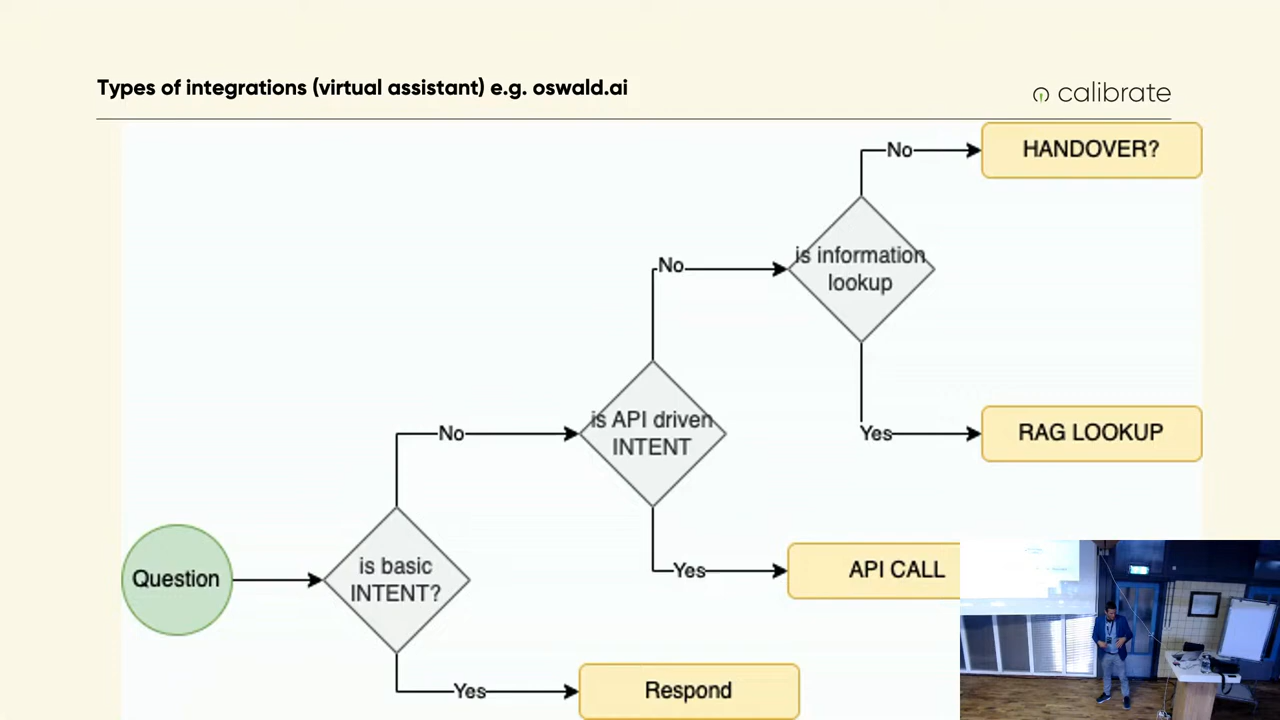 Types of integrations (virtual assistant) e.g. oswald.ai
calibrate
No
HANDOVER?
is information
lookup
No
Yes
RAG LOOKUP
is API driven
INTENT
No
Yes
API CALL
Question
is basic
INTENT?
Yes
Respond